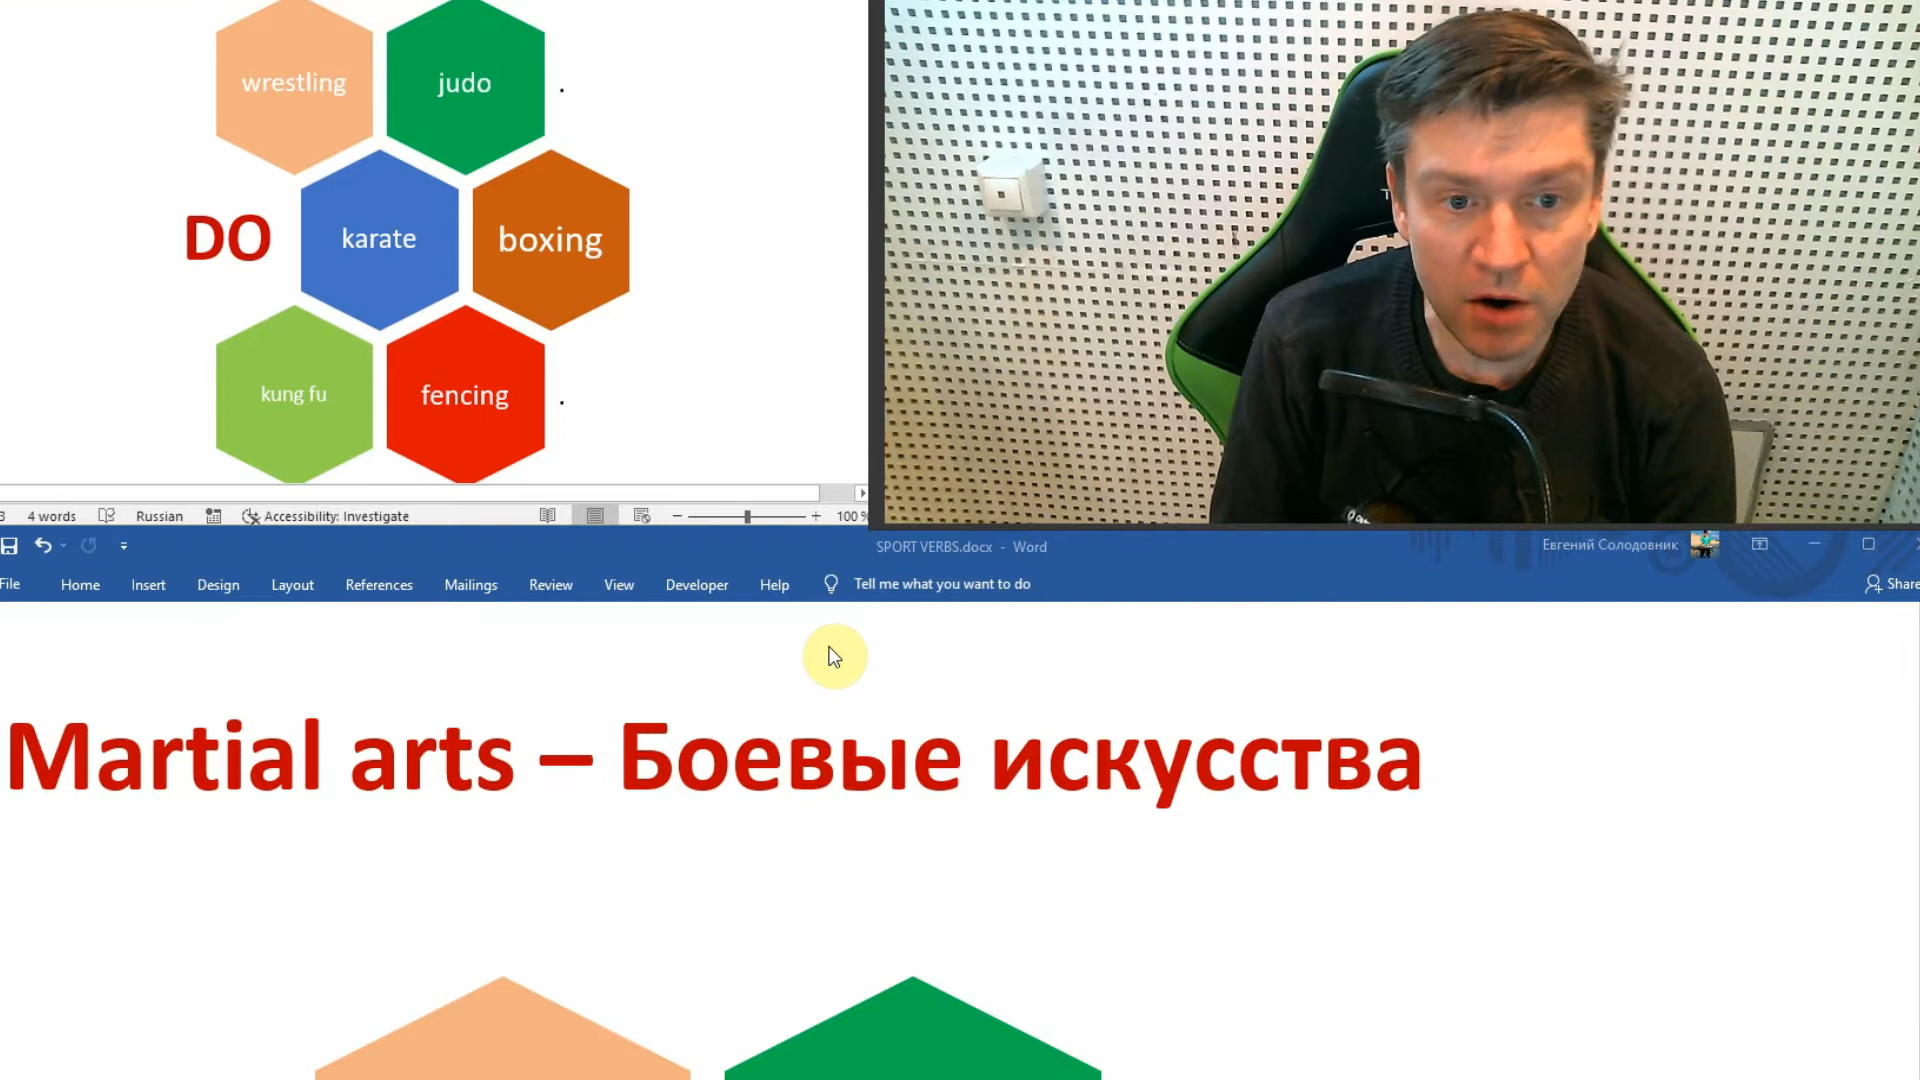 wrestling
judo
.
DO
karate
boxing
kung fu
fencing
.
4 words
Russian
Accessibility: Investigate
100 %
SPORT VERBS.docx - Word
Евгений Солодовник
File
Home
Insert
Design
Layout
References
Mailings
Review
View
Developer
Help
Tell me what you want to do
Share
Martial arts – Боевые искусства